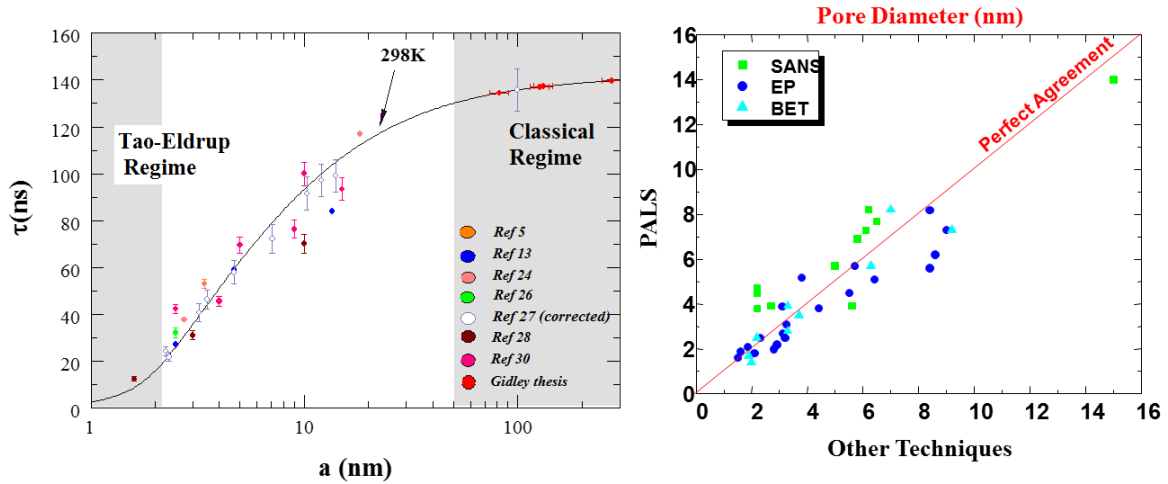 160
140
120
100
80
60
40
20
0
τ(ns)
1
10
100
a (nm)
298K
Tao-Eldrup
Regime
Classical
Regime
Ref 5
Ref 13
Ref 24
Ref 26
Ref 27 (corrected)
Ref 28
Ref 30
Gidley thesis
Pore Diameter (nm)
16
14
12
10
8
6
4
2
0
PALS
SANS
EP
BET
Perfect Agreement
0 2 4 6 8 10 12 14 16
Other Techniques